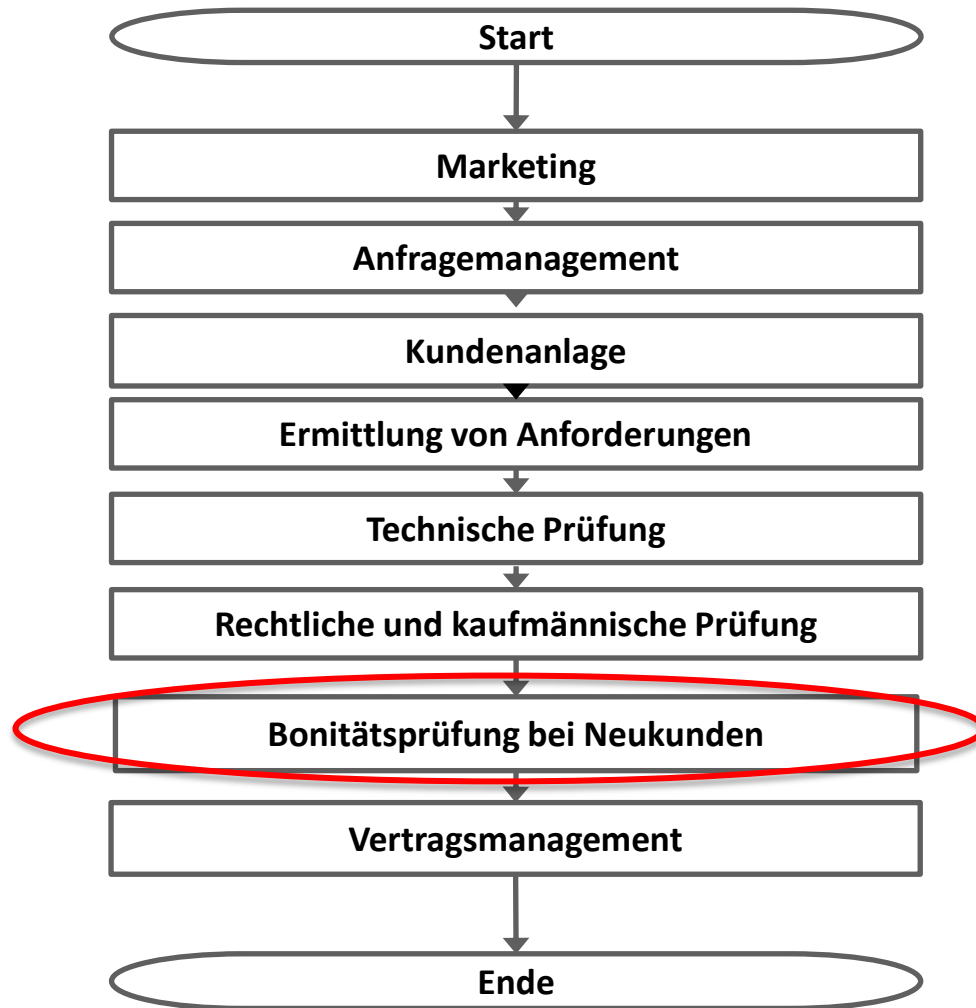 Start
Marketing
Anfragemanagement
Kundenanlage
Ermittlung von Anforderungen
Technische Prüfung
Rechtliche und kaufmännische Prüfung
Bonitätsprüfung bei Neukunden
Vertragsmanagement
Ende